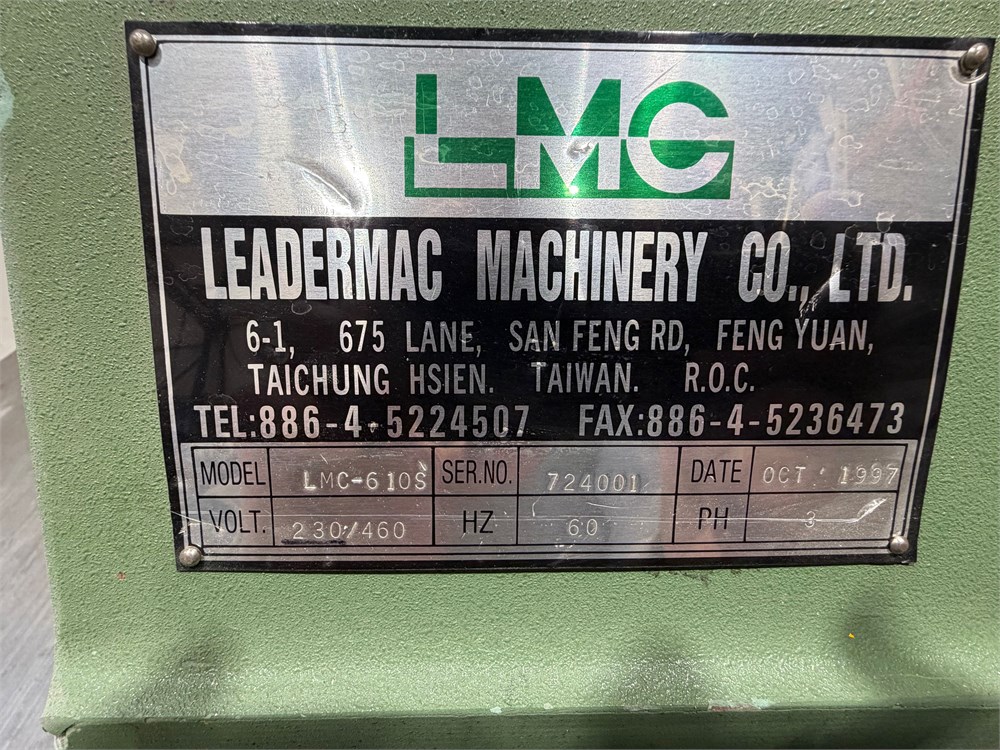 LMC
LEADERMAC MACHINERY CO., LTD.
6-1, 675 LANE, SAN FENG RD, FENG YUAN,
TAICHUNG HSIEN. TAIWAN. R.O.C.
TEL:886-4-5224507 FAX:886-4-5236473
MODEL LMC-610S SER.NO. 724001 DATE OCT. 1997
VOLT. 230/460 HZ 60 PH 3